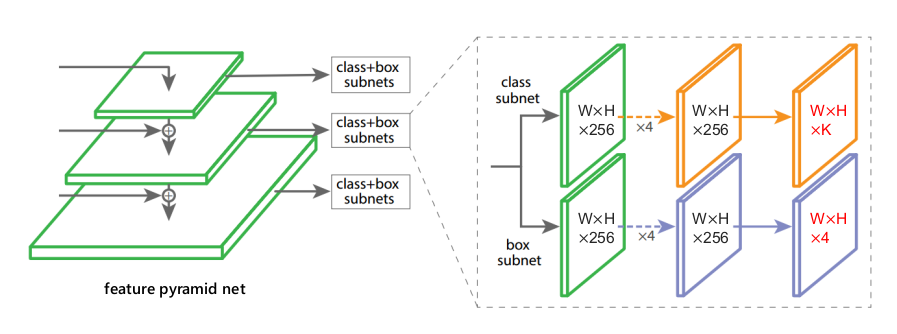 class+box
subnets
class+box
subnets
class+box
subnets
feature pyramid net
class
subnet
W×H
×256
×4
W×H
×256
W×H
×K
box
subnet
W×H
×256
×4
W×H
×256
W×H
×4